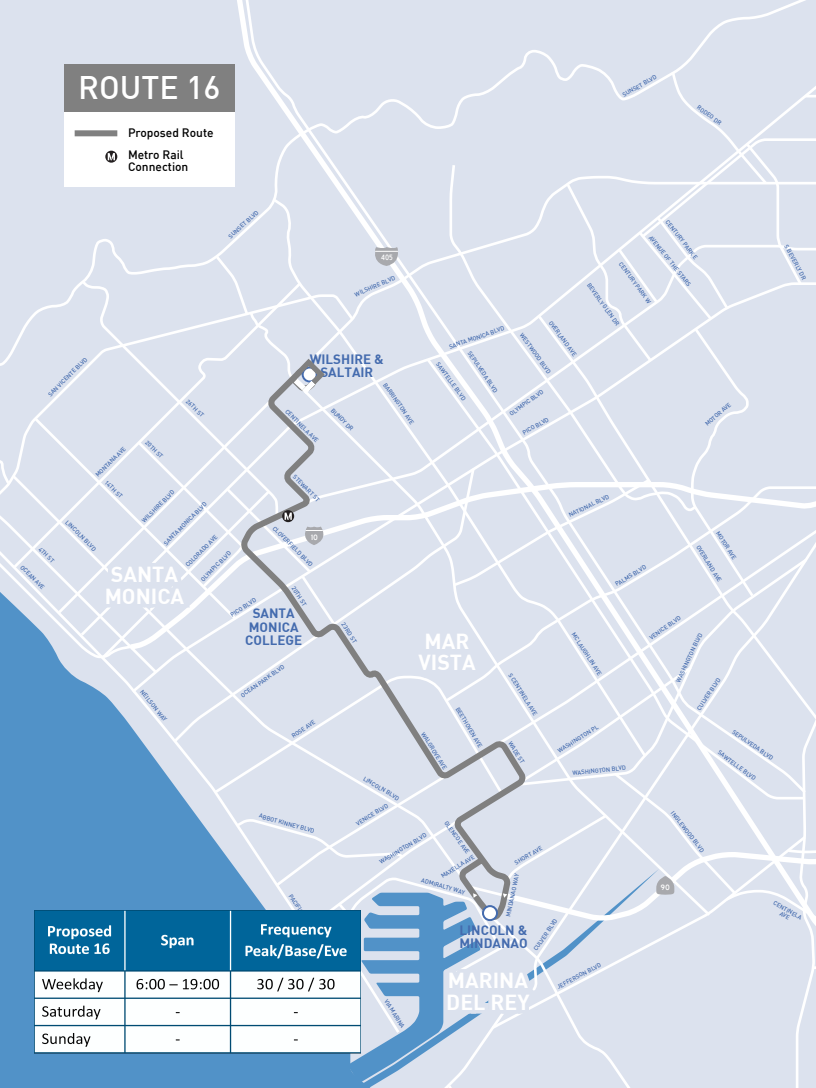 ROUTE 16
Proposed Route
M
Metro Rail
Connection
SUNSET BLVD
RODEO DR
SUNSET BLVD
405
CENTURY PARK E
AVENUE OF THE STARS
S BEVERLY DR
CENTURY PARK W
WILSHIRE BLVD
BEVERLY GLEN DR
OVERLAND AVE
SANTA MONICA BLVD
WESTWOOD BLVD
WILSHIRE &
SALTAIR
SEPULVEDA BLVD
SAWTELLE BLVD
SAN VICENTE BLVD
BARRINGTON AVE
OLYMPIC BLVD
PICO BLVD
MOTOR AVE
26TH ST
CENTINELA AVE
BUNDY DR
20TH ST
MONTANA AVE
14TH ST
STEWART ST
WILSHIRE BLVD
SANTA MONICA BLVD
NATIONAL BLVD
M
10
LINCOLN BLVD
COLORADO AVE
CLOVERFIELD BLVD
4TH ST
OLYMPIC BLVD
MOTOR AVE
OVERLAND AVE
OCEAN AVE
SANTA
MONICA
PALMS BLVD
20TH ST
PICO BLVD
SANTA
MONICA
COLLEGE
23RD ST
MAR
VISTA
VENICE BLVD
MCLAUGHLIN AVE
WASHINGTON BLVD
OCEAN PARK BLVD
S CENTINELA AVE
CULVER BLVD
NEILSON WAY
BEETHOVEN AVE
ROSE AVE
WALGROVE AVE
WADE ST
WASHINGTON PL
SEPULVEDA BLVD
SAWTELLE BLVD
WASHINGTON BLVD
LINCOLN BLVD
VENICE BLVD
ABBOT KINNEY BLVD
GLENCOE AVE
INGLEWOOD BLVD
WASHINGTON BLVD
MAXELLA AVE
SHORT AVE
ADMIRALTY WAY
MINDANAO WAY
90
CENTINELA
AVE
LINCOLN &
MINDANAO
CULVER BLVD
JEFFERSON BLVD
MARINA
DEL REY
VIA MARINA
Proposed
Route 16
Span
Frequency
Peak/Base/Eve
Weekday 6:00 – 19:00 30 / 30 / 30
Saturday - -
Sunday - -